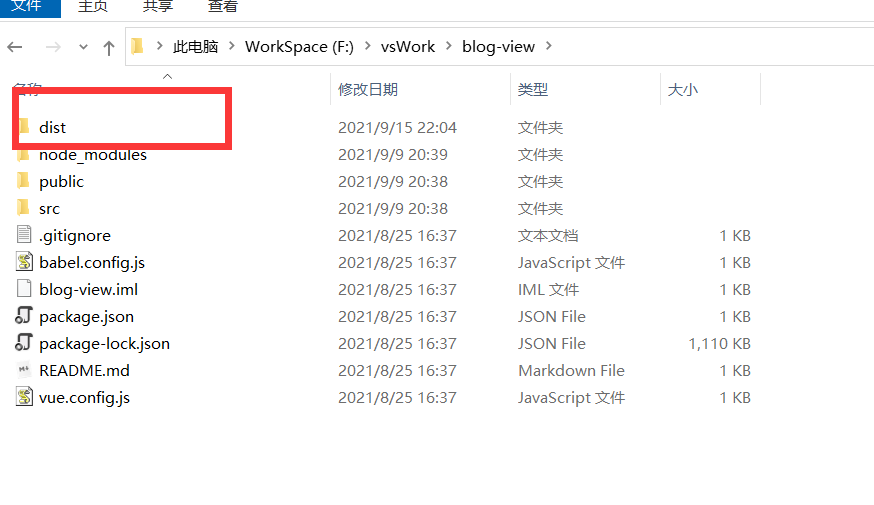 文件 主页 共享 查看
此电脑 WorkSpace (F:) vsWork blog-view
名称 修改日期 类型 大小
dist 2021/9/15 22:04 文件夹
node_modules 2021/9/9 20:39 文件夹
public 2021/9/9 20:38 文件夹
src 2021/9/9 20:38 文件夹
.gitignore 2021/8/25 16:37 文本文档 1 KB
babel.config.js 2021/8/25 16:37 JavaScript 文件 1 KB
blog-view.iml 2021/8/25 16:37 IML 文件 1 KB
package.json 2021/8/25 16:37 JSON File 1 KB
package-lock.json 2021/8/25 16:37 JSON File 1,110 KB
README.md 2021/8/25 16:37 Markdown File 1 KB
vue.config.js 2021/8/25 16:37 JavaScript 文件 1 KB